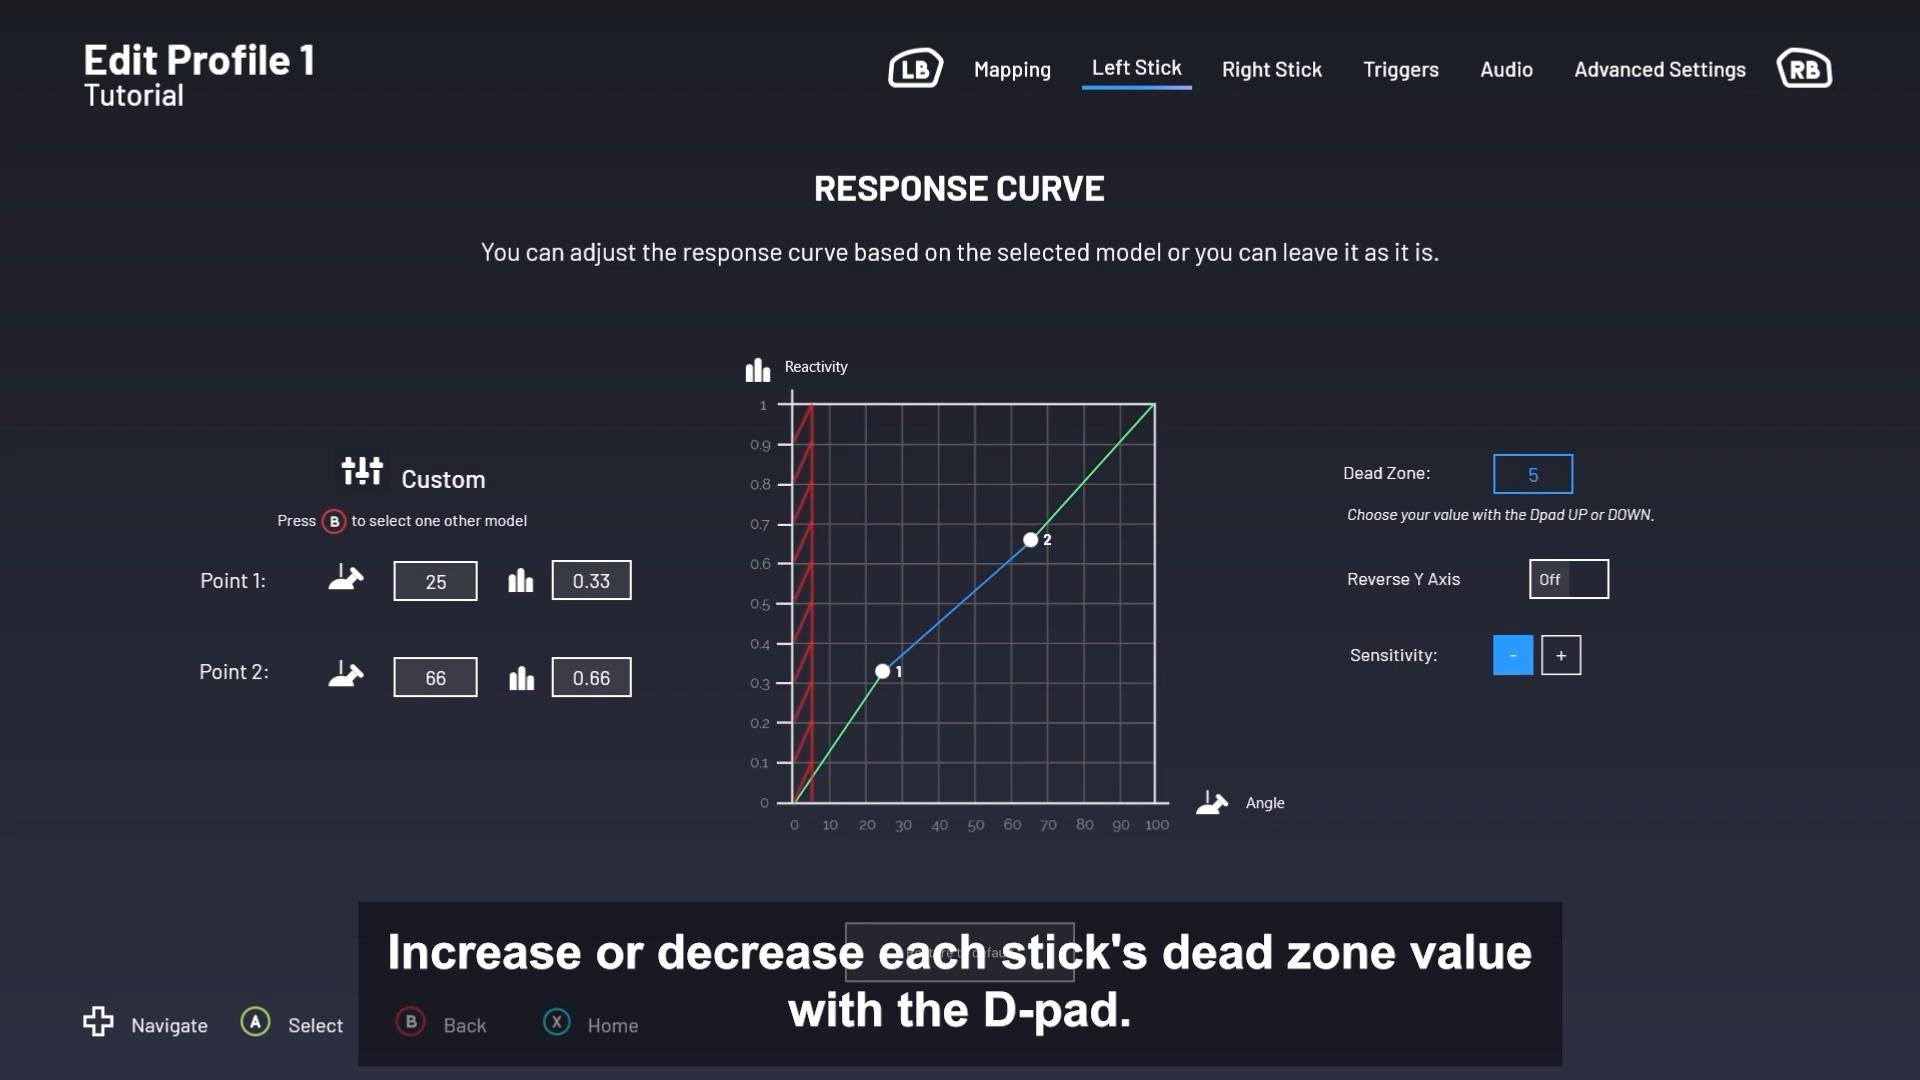 Edit Profile 1
Tutorial
LB Mapping Left Stick Right Stick Triggers Audio Advanced Settings RB
RESPONSE CURVE
You can adjust the response curve based on the selected model or you can leave it as it is.
Reactivity
1
0.9
0.8
0.7
0.6
0.5
0.4
0.3
0.2
0.1
0
0 10 20 30 40 50 60 70 80 90 100
Angle
2
1
Custom
Press B to select one other model
Point 1: 25 0.33
Point 2: 66 0.66
Dead Zone: 5
Choose your value with the Dpad UP or DOWN.
Reverse Y Axis Off
Sensitivity: - +
Increase or decrease each stick's dead zone value
with the D-pad.
Navigate A Select B Back X Home